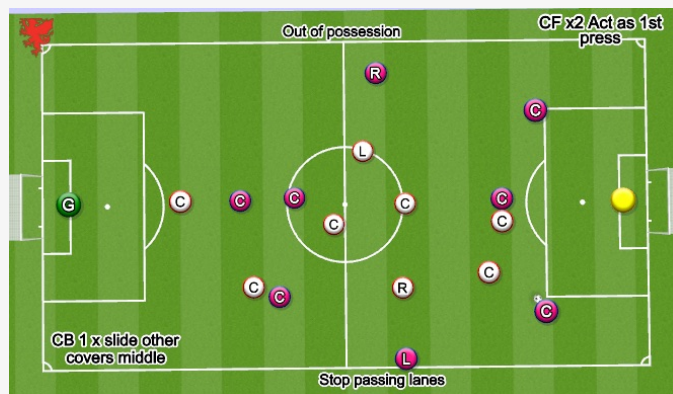 Out of possession
CF x2 Act as 1st
press
R
C
L
G
C
C
C
C
C
C
C
C
C
C
R
C
L
CB 1 x slide other
covers middle
Stop passing lanes